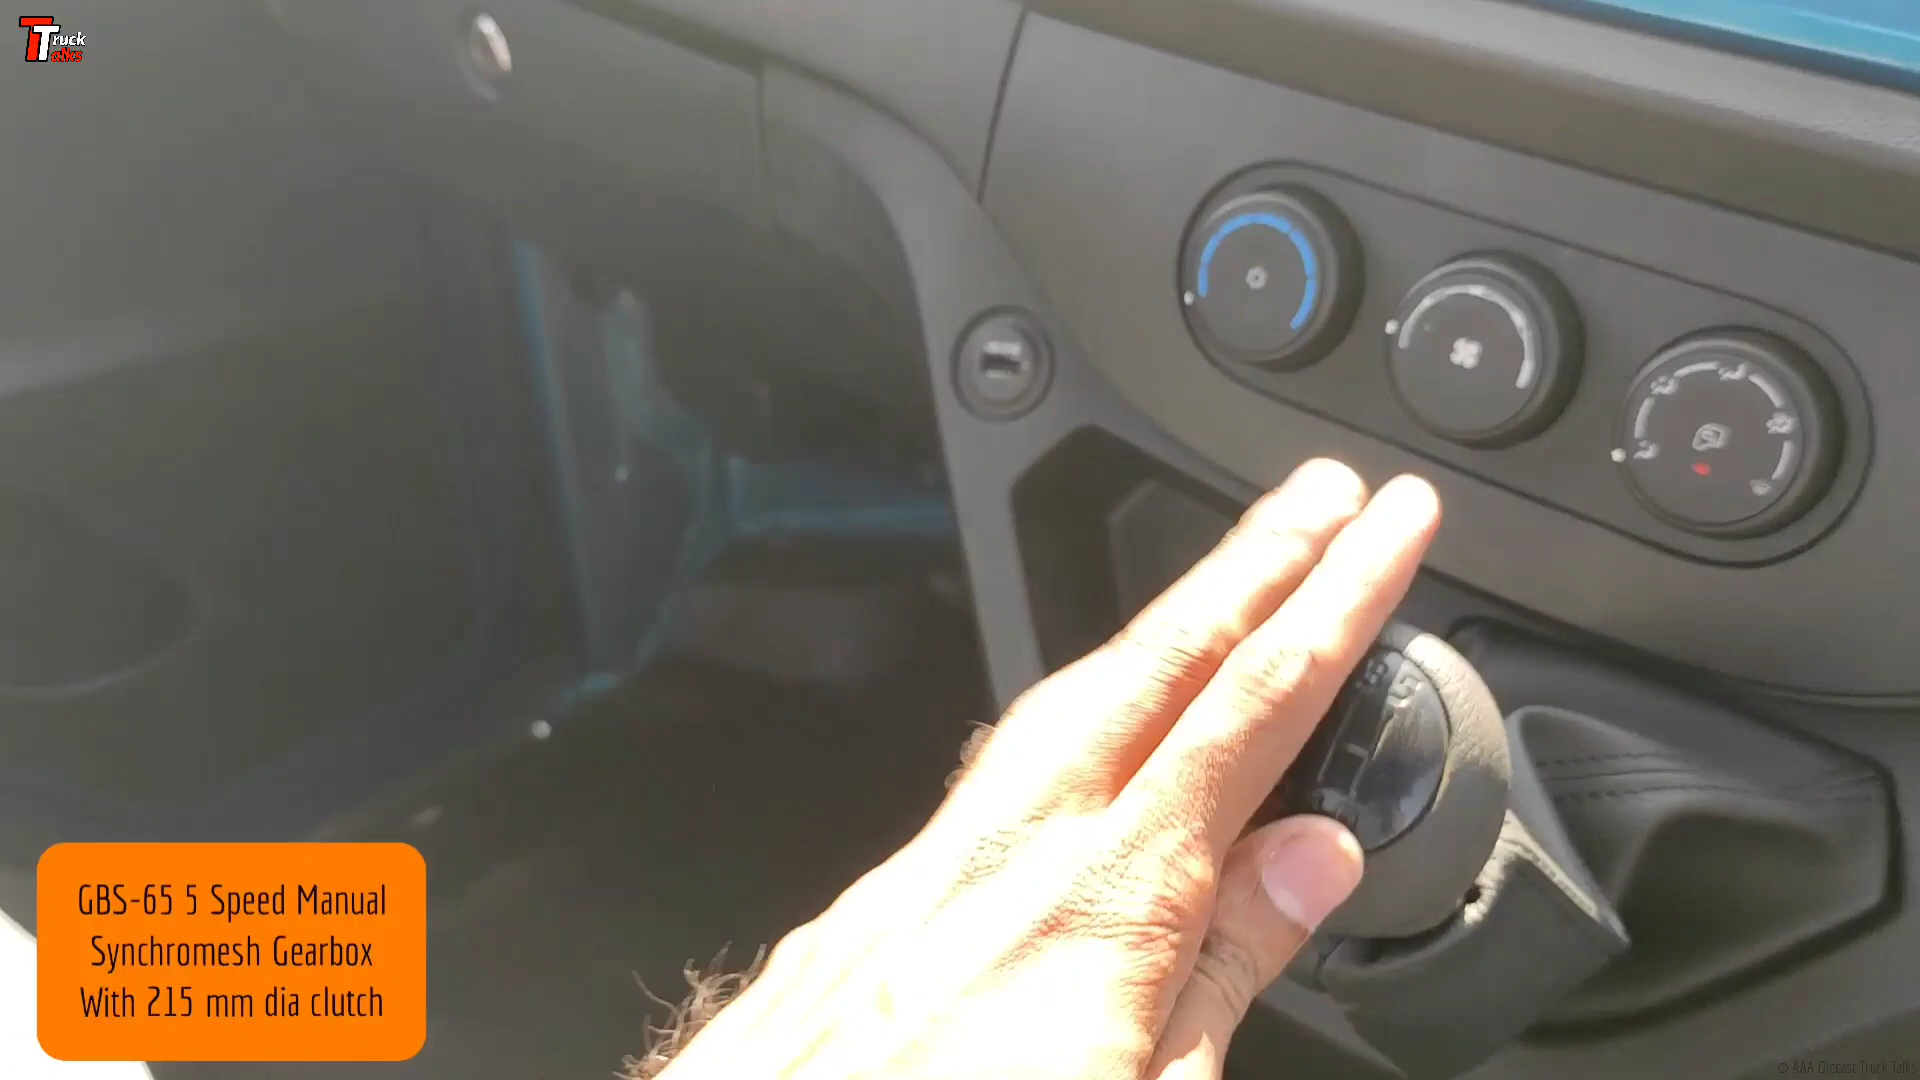 Truck
Talks
GBS-65 5 Speed Manual
Synchromesh Gearbox
With 215 mm dia clutch
© AAA Diecast Truck Talks